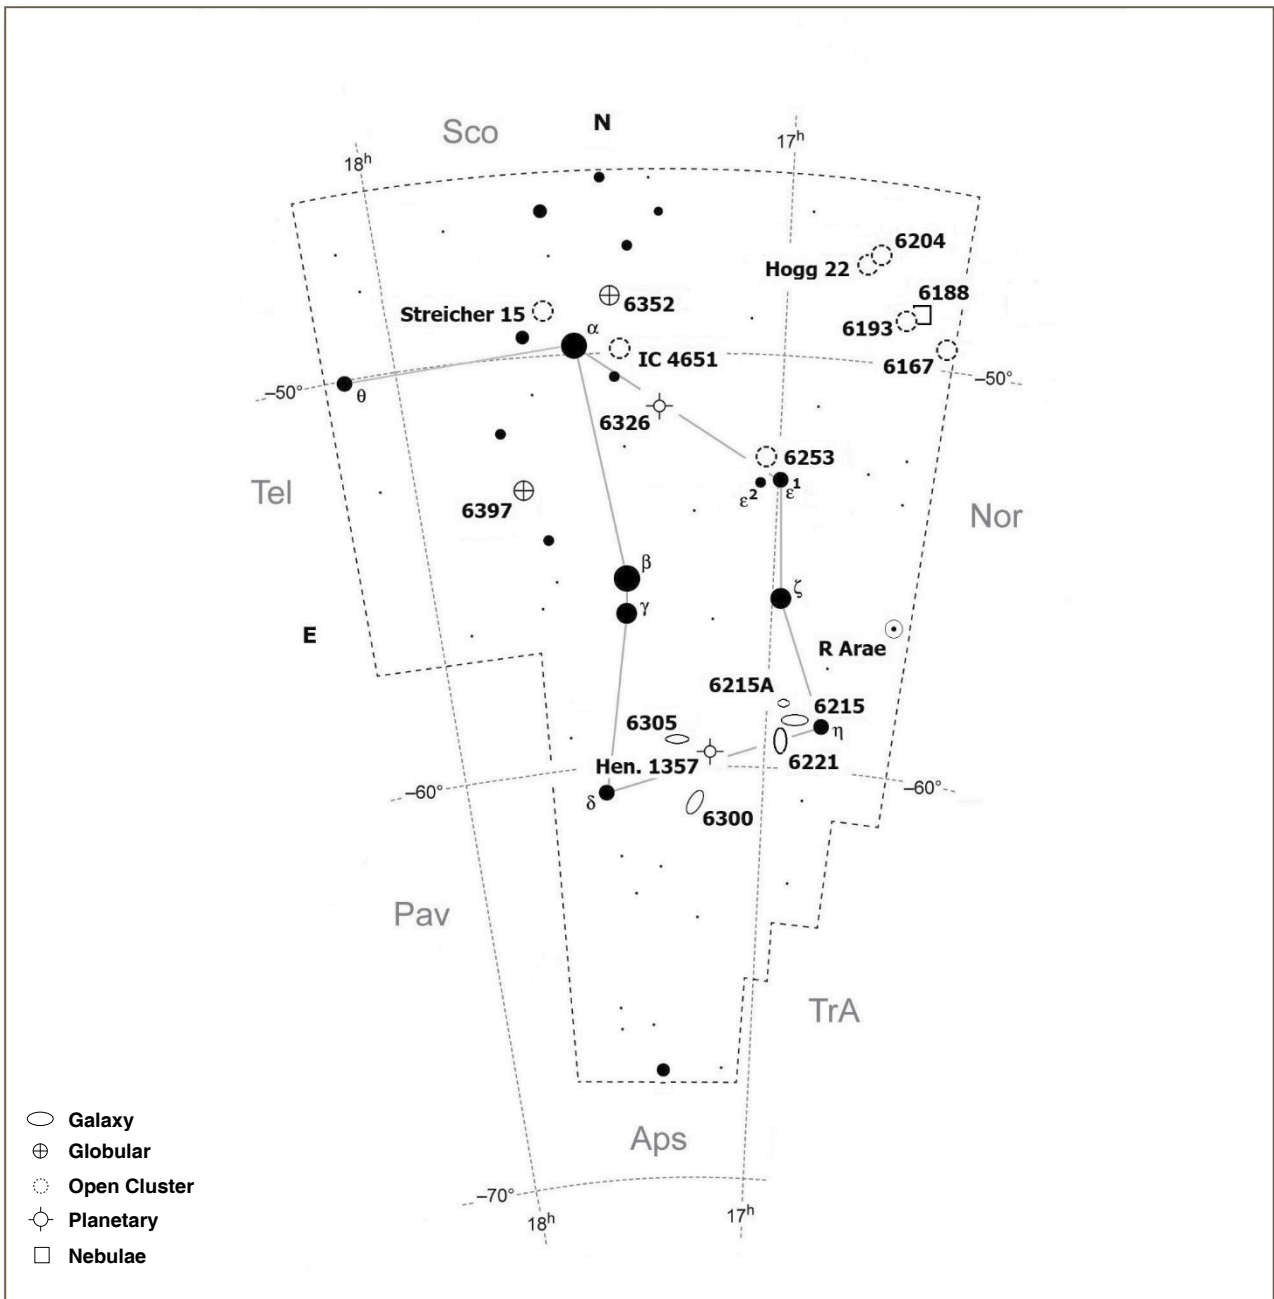 N
Sco
17h
18h
6204
Hogg 22
6188
6352
Streicher 15
6193
α
IC 4651
6167
–50°
–50°
θ
6326
6253
Tel
ε2
ε1
6397
Nor
β
ζ
γ
E
R Arae
6215A
6215
6305
η
6221
Hen. 1357
–60°
–60°
δ
6300
Pav
TrA
Galaxy
Aps
Globular
Open Cluster
–70°
Planetary
18h
17h
Nebulae